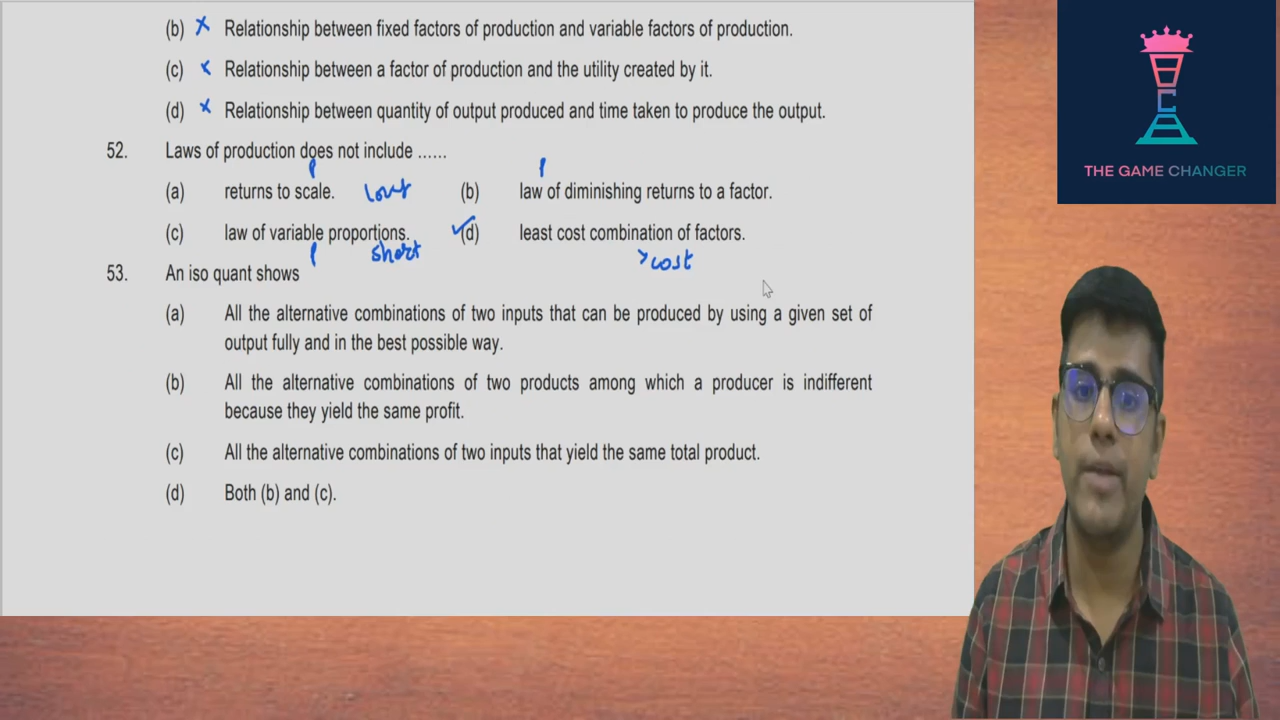 (b) x Relationship between fixed factors of production and variable factors of production.
(c) x Relationship between a factor of production and the utility created by it.
(d) x Relationship between quantity of output produced and time taken to produce the output.
52. Laws of production does not include ......
(a) returns to scale. (b) law of diminishing returns to a factor.
(c) law of variable proportions. (d) least cost combination of factors.
short
cost
53. An iso quant shows
(a) All the alternative combinations of two inputs that can be produced by using a given set of
output fully and in the best possible way.
(b) All the alternative combinations of two products among which a producer is indifferent
because they yield the same profit.
(c) All the alternative combinations of two inputs that yield the same total product.
(d) Both (b) and (c).
THE GAME CHANGER